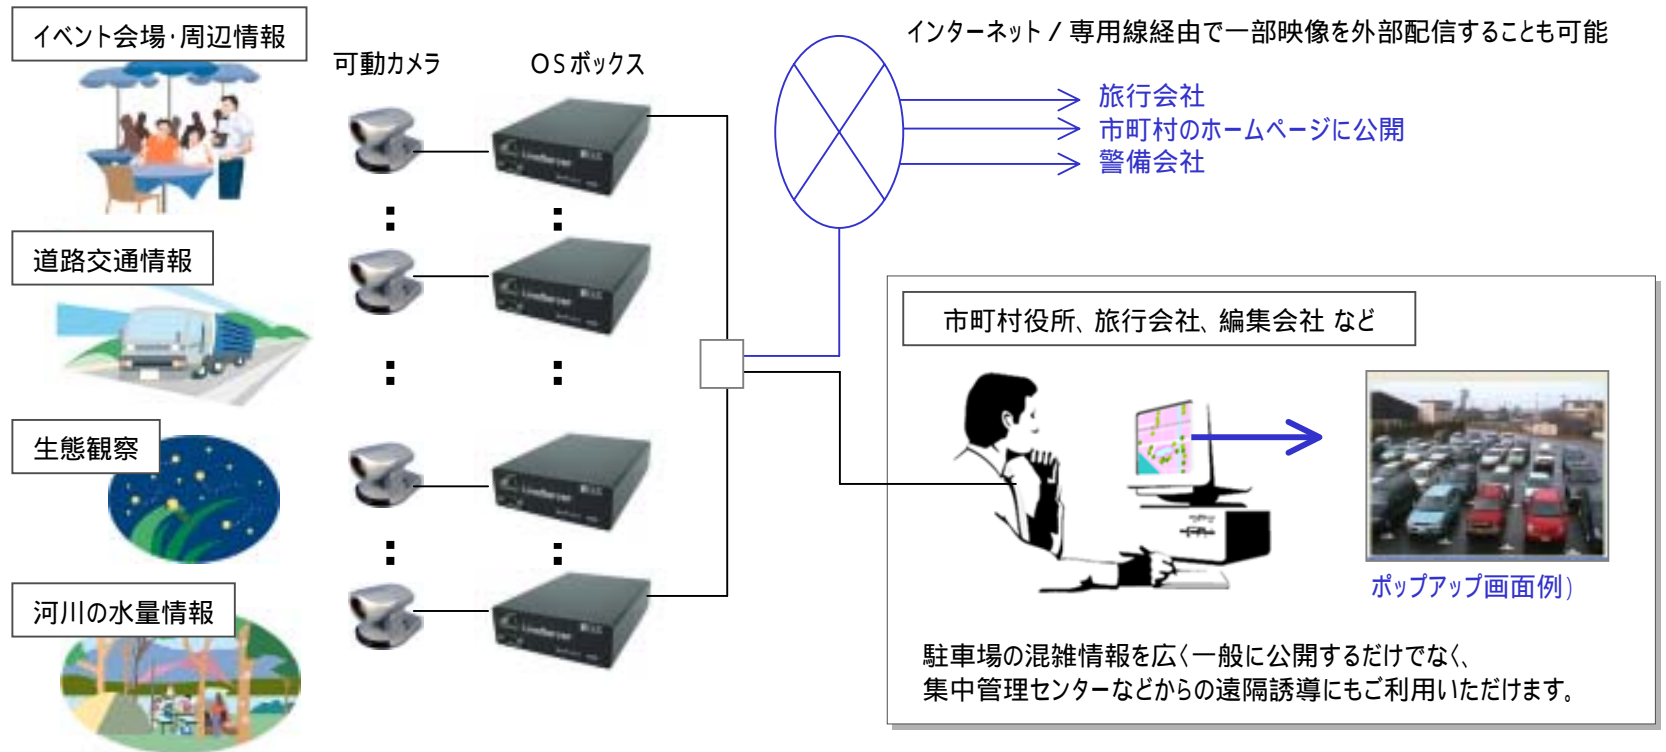 イベント会場・周辺情報
可動カメラ
OSボックス
インターネット / 専用線経由で一部映像を外部配信することも可能
旅行会社
市町村のホームページに公開
警備会社
道路交通情報
市町村役所、旅行会社、編集会社 など
生態観察
河川の水量情報
ポップアップ画面例)
駐車場の混雑情報を広く一般に公開するだけでなく、
集中管理センターなどからの遠隔誘導にもご利用いただけます。
LiveServer
LiveServer
LiveServer
LiveServer